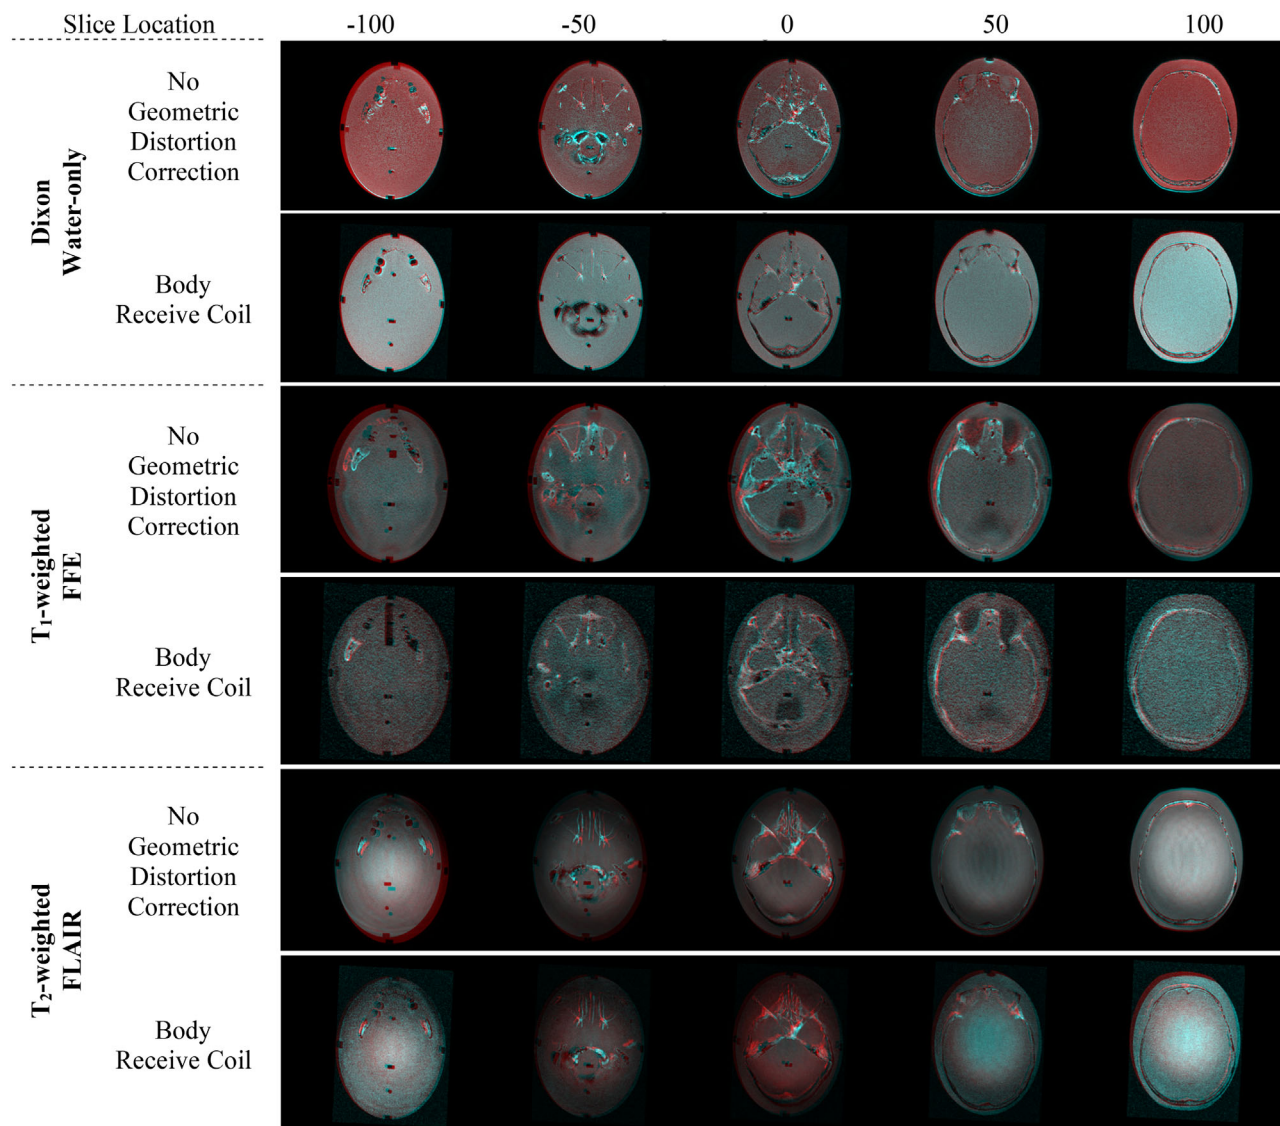 Slice Location -100 -50 0 50 100
Dixon
Water-only
No
Geometric
Distortion
Correction
Body
Receive Coil
T₁-weighted
FFE
No
Geometric
Distortion
Correction
Body
Receive Coil
T₂-weighted
FLAIR
No
Geometric
Distortion
Correction
Body
Receive Coil